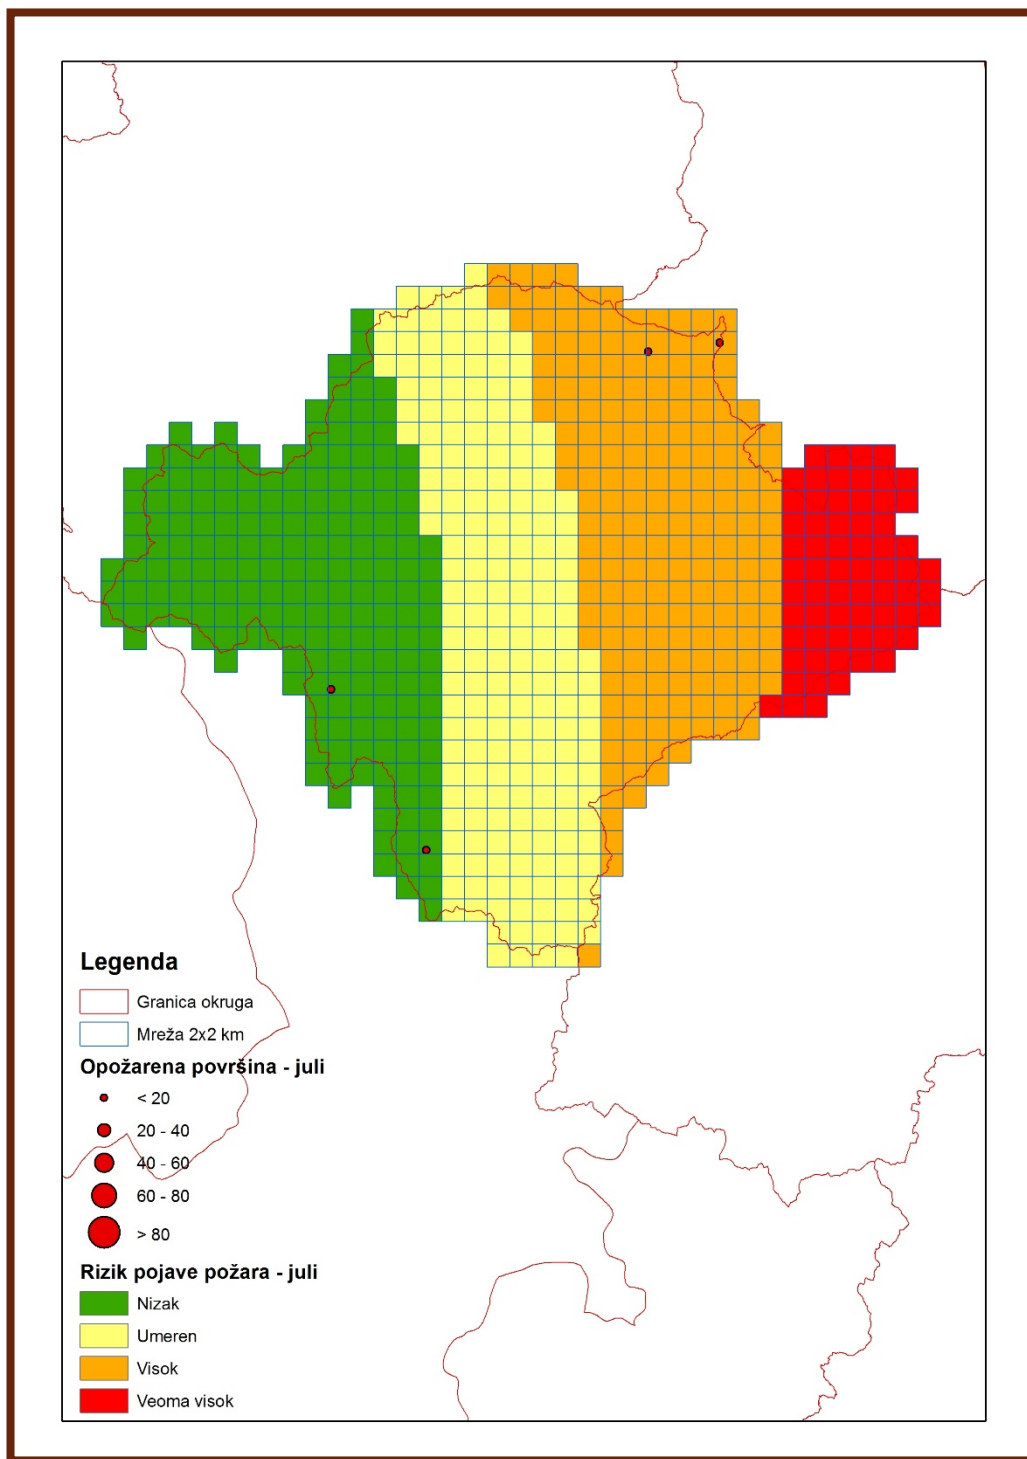 Legenda
Granica okruga
Mreža 2x2 km
Opožarena površina - juli
< 20
20 - 40
40 - 60
60 - 80
> 80
Rizik pojave požara - juli
Nizak
Umeren
Visok
Veoma visok